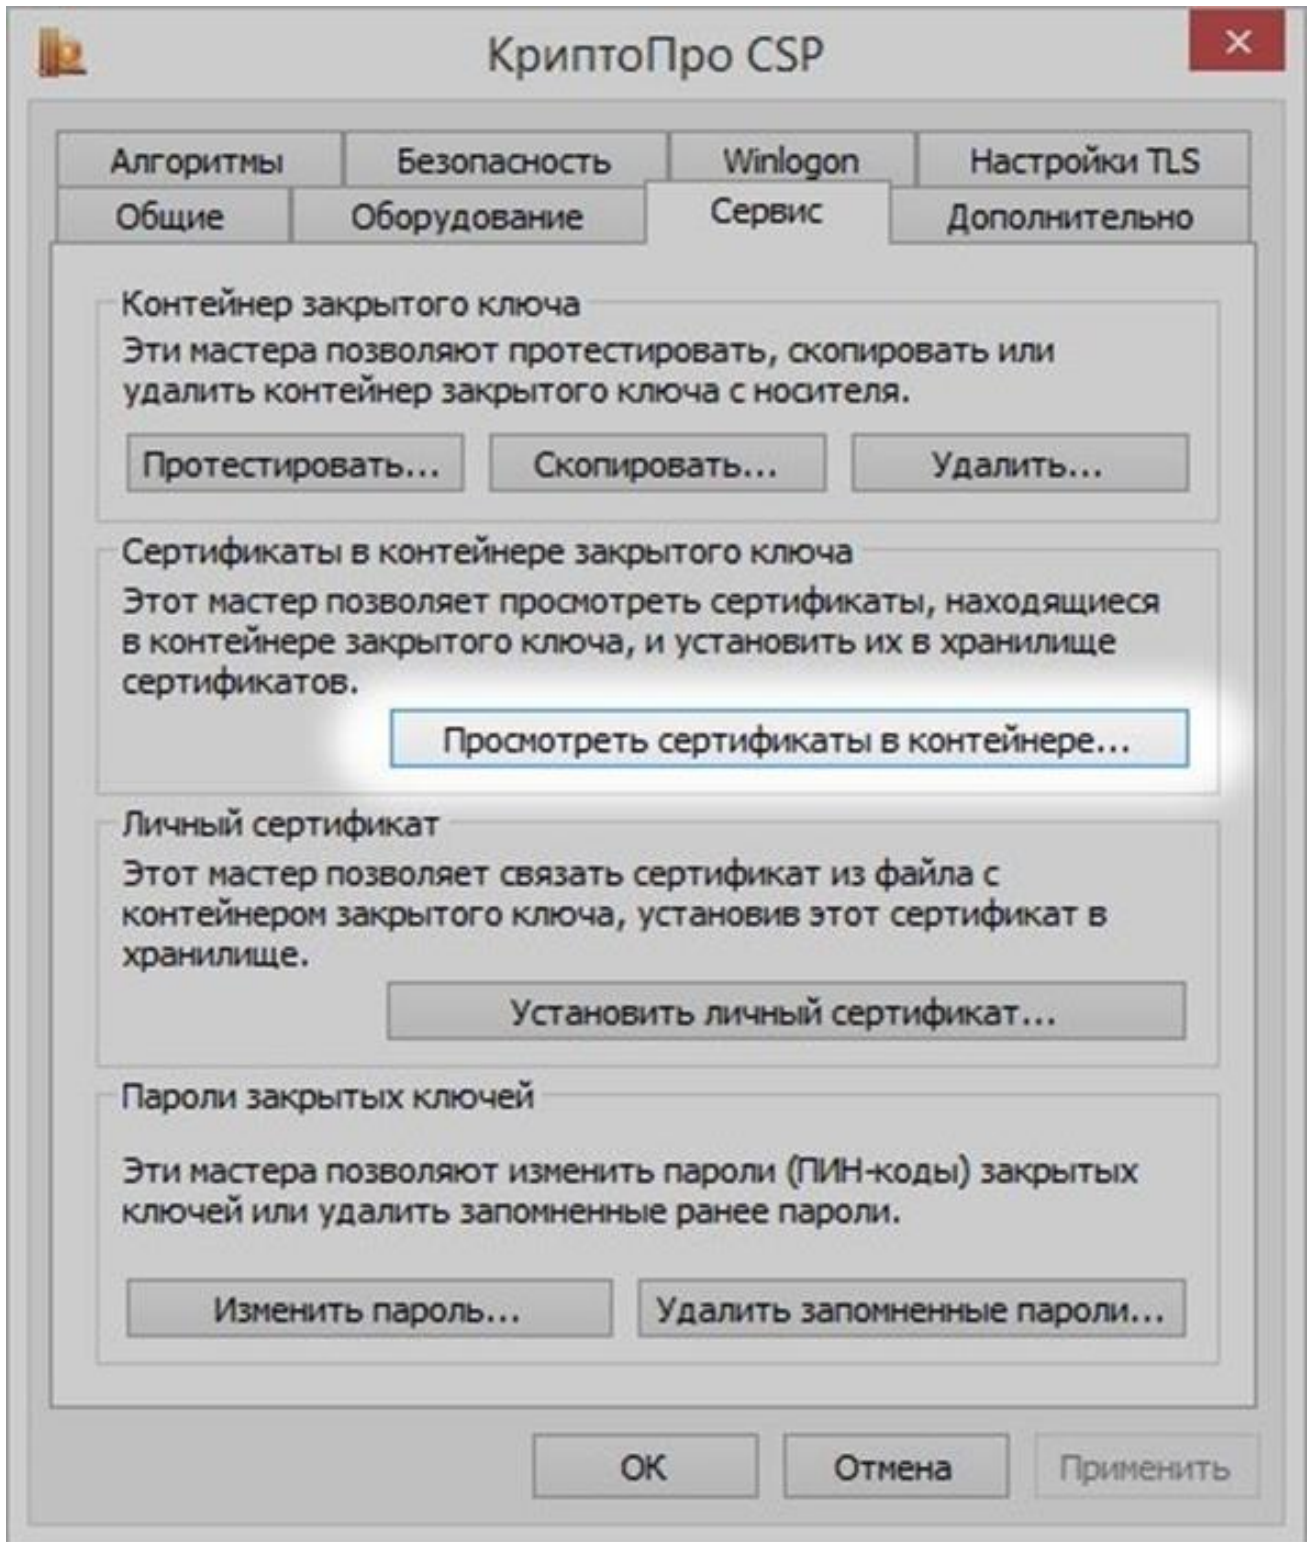 КриптоПро CSP
Алгоритмы
Безопасность
Winlogon
Настройки TLS
Общие
Оборудование
Сервис
Дополнительно
Контейнер закрытого ключа
Эти мастера позволяют протестировать, скопировать или
удалить контейнер закрытого ключа с носителя.
Протестировать...
Скопировать...
Удалить...
Сертификаты в контейнере закрытого ключа
Этот мастер позволяет просмотреть сертификаты, находящиеся
в контейнере закрытого ключа, и установить их в хранилище
сертификатов.
Просмотреть сертификаты в контейнере...
Личный сертификат
Этот мастер позволяет связать сертификат из файла с
контейнером закрытого ключа, установив этот сертификат в
хранилище.
Установить личный сертификат...
Пароли закрытых ключей
Эти мастера позволяют изменить пароли (ПИН-коды) закрытых
ключей или удалить запомненные ранее пароли.
Изменить пароль...
Удалить запомненные пароли...
ОК
Отмена
Применить